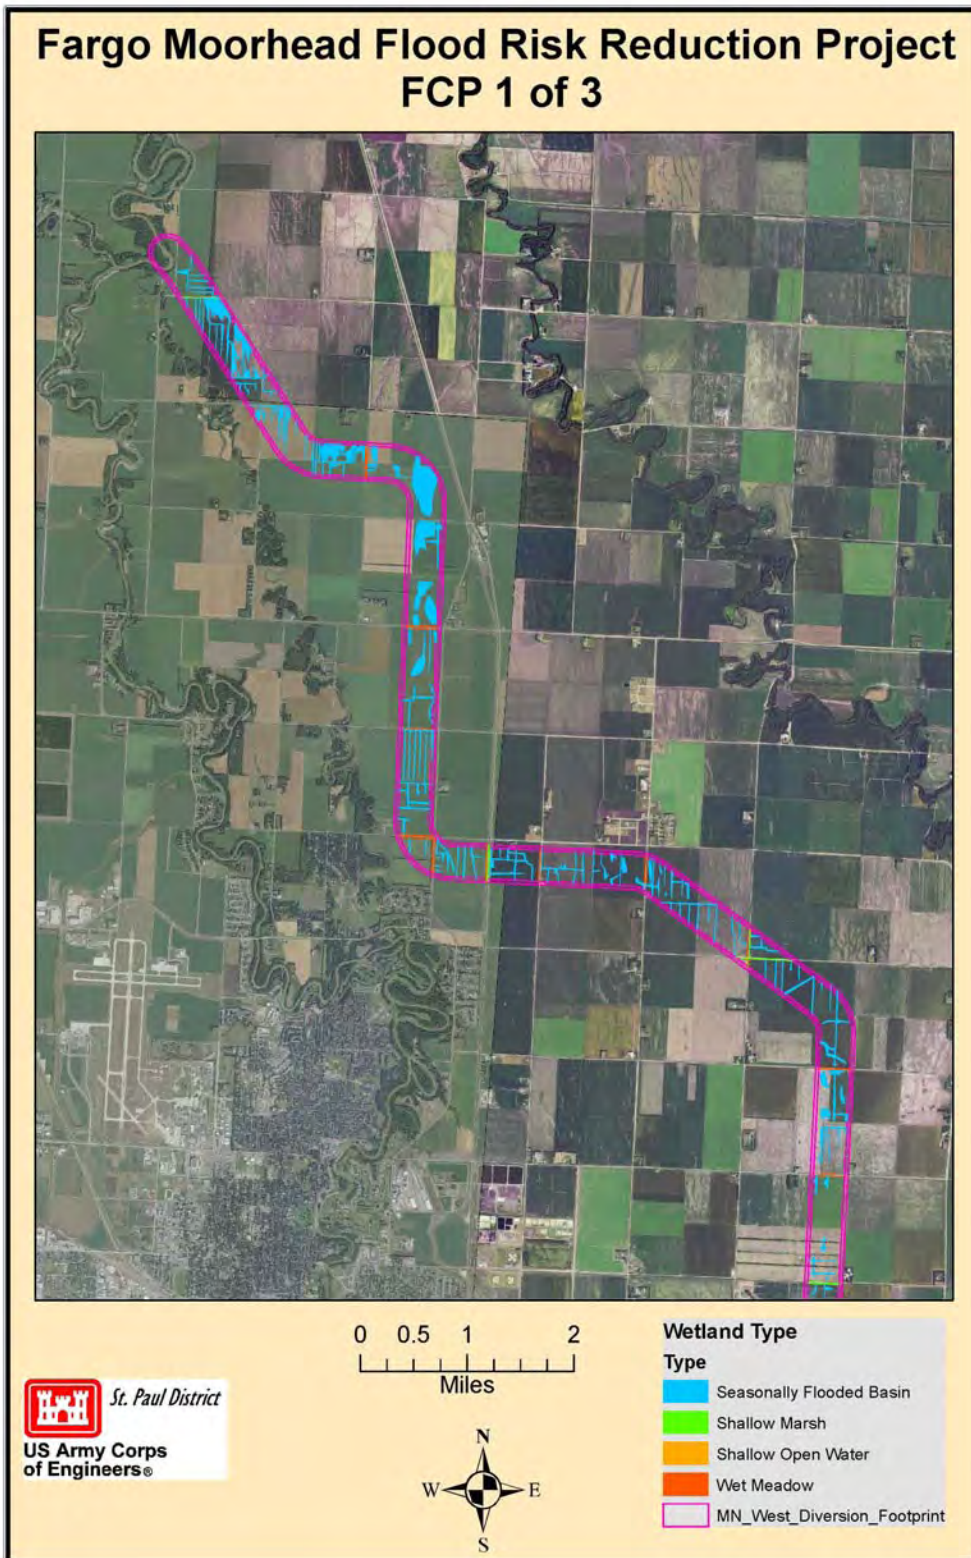 Fargo Moorhead Flood Risk Reduction Project
FCP 1 of 3
0 0.5 1 2
Miles
St. Paul District
US Army Corps
of Engineers®
N
W E
S
Wetland Type
Type
Seasonally Flooded Basin
Shallow Marsh
Shallow Open Water
Wet Meadow
MN_West_Diversion_Footprint